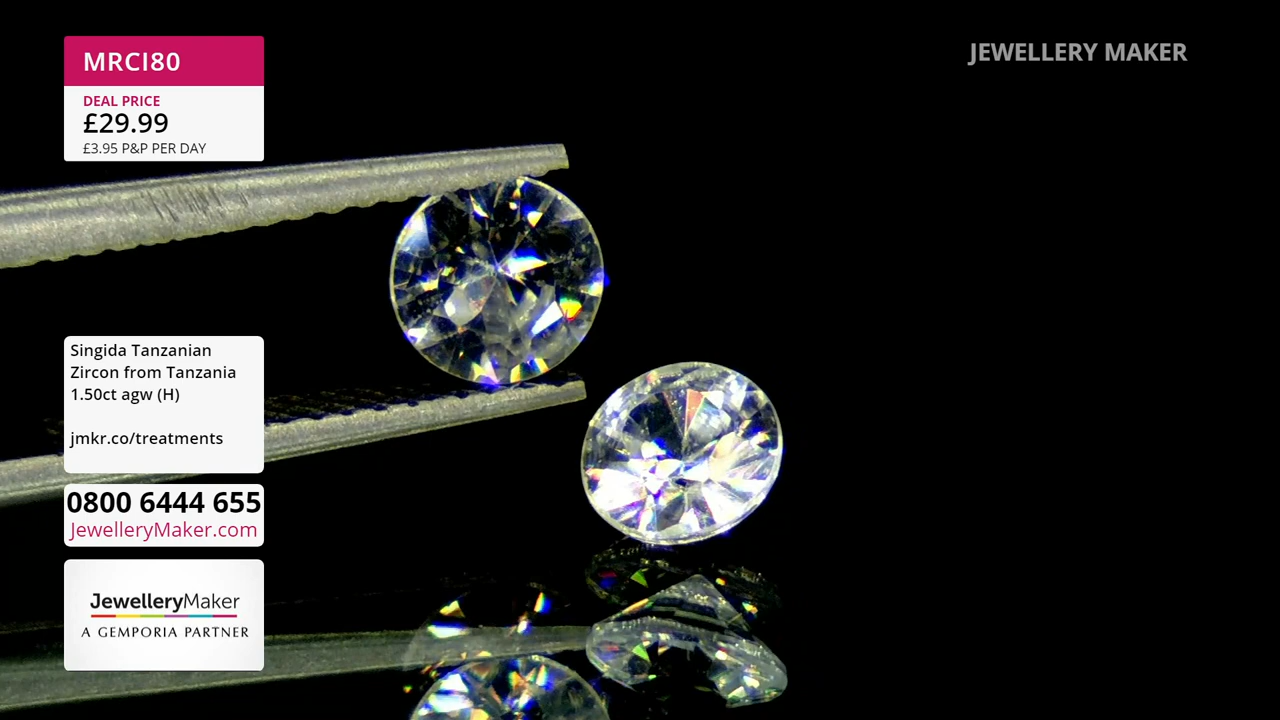 MRCI80
DEAL PRICE
£29.99
£3.95 P&P PER DAY
JEWELLERY MAKER
Singida Tanzanian
Zircon from Tanzania
1.50ct agw (H)
jmkr.co/treatments
0800 6444 655
JewelleryMaker.com
JewelleryMaker
A GEMPORIA PARTNER